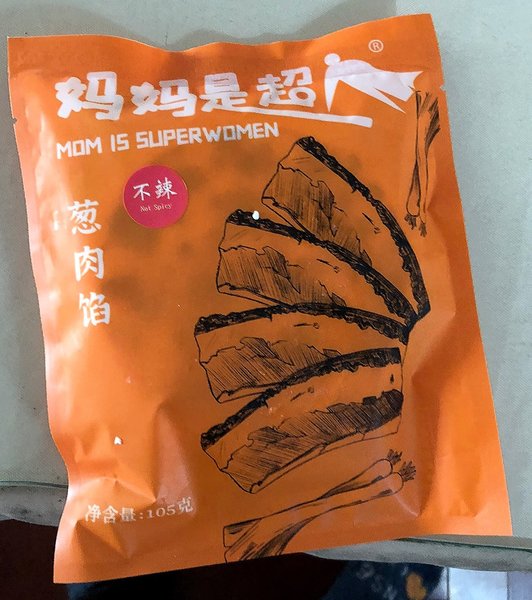 妈妈是超人
®
MOM IS SUPERWOMEN
不辣
Not Spicy
葱肉馅
净含量:105克